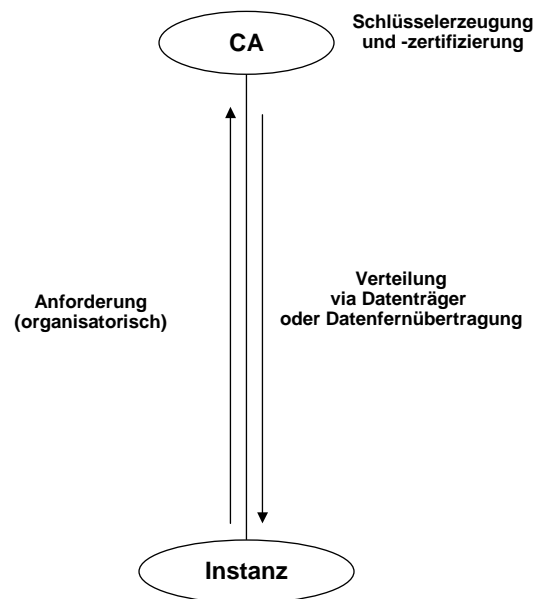 CA
Schlüsselerzeugung
und -zertifizierung
Anforderung
(organisatorisch)
Verteilung
via Datenträger
oder Datenfernübertragung
Instanz